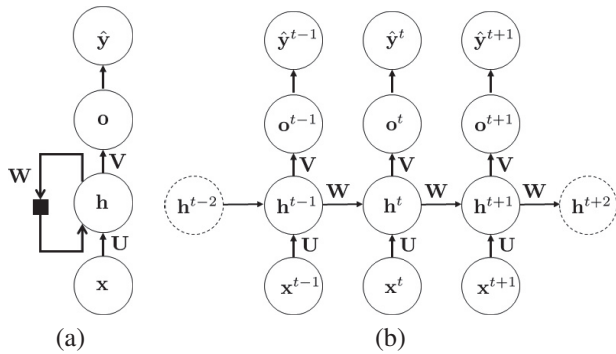 ŷ ŷ^{t-1} ŷ^t ŷ^{t+1}
o o^{t-1} o^t o^{t+1}
W V V V V
W W W
h h^{t-2} h^{t-1} h^t h^{t+1} h^{t+2}
U U U U
x x^{t-1} x^t x^{t+1}
(a) (b)